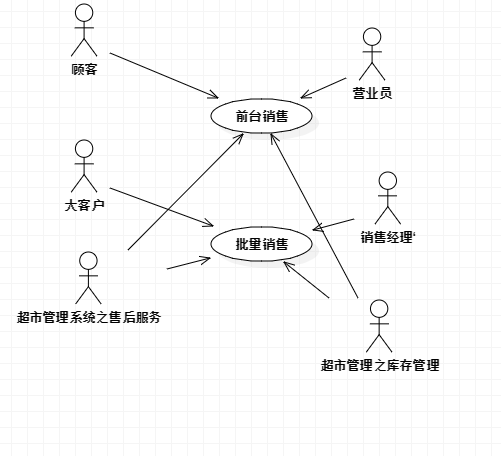 顾客
营业员
前台销售
大客户
销售经理‘
批量销售
超市管理系统之售后服务
超市管理之库存管理